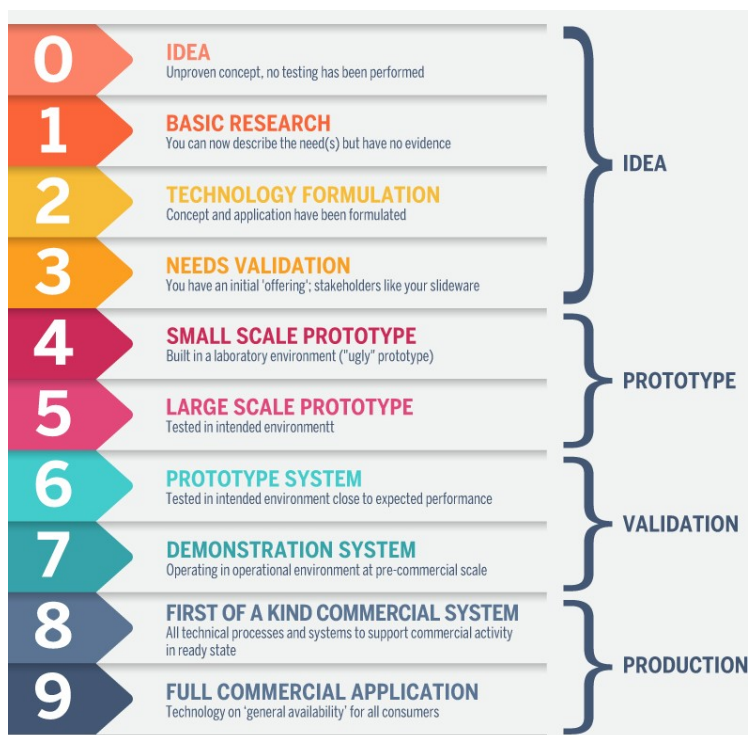 0
IDEA
Unproven concept, no testing has been performed
1
BASIC RESEARCH
You can now describe the need(s) but have no evidence
2
TECHNOLOGY FORMULATION
Concept and application have been formulated
3
NEEDS VALIDATION
You have an initial 'offering'; stakeholders like your slideware
IDEA
4
SMALL SCALE PROTOTYPE
Built in a laboratory environment ("ugly" prototype)
5
LARGE SCALE PROTOTYPE
Tested in intended environmentt
PROTOTYPE
6
PROTOTYPE SYSTEM
Tested in intended environment close to expected performance
7
DEMONSTRATION SYSTEM
Operating in operational environment at pre-commercial scale
VALIDATION
8
FIRST OF A KIND COMMERCIAL SYSTEM
All technical processes and systems to support commercial activity
in ready state
9
FULL COMMERCIAL APPLICATION
Technology on ‘general availability’ for all consumers
PRODUCTION